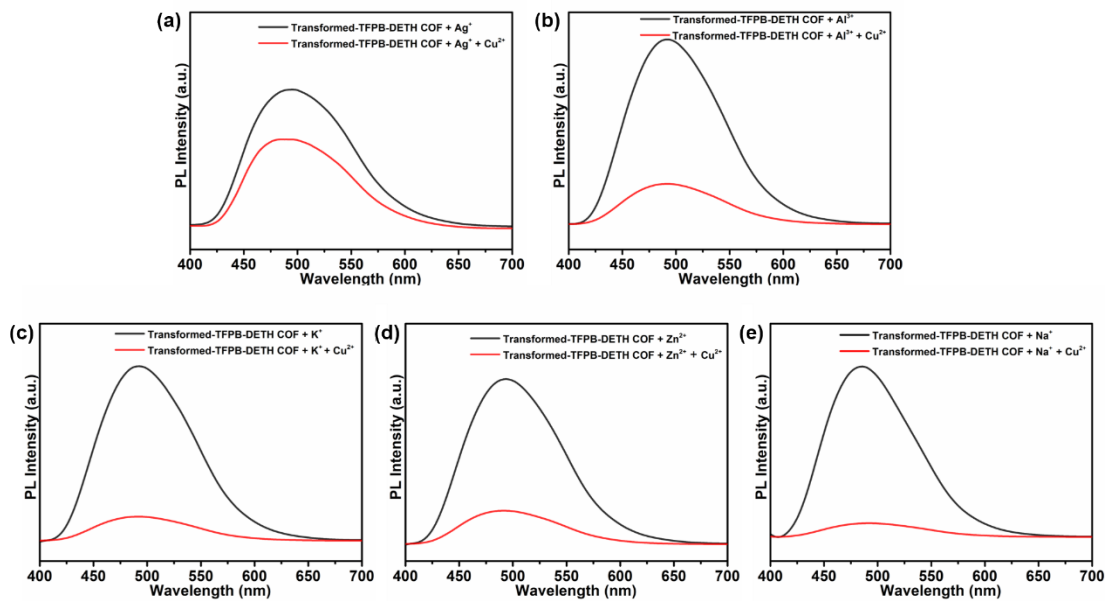 (a)
Transformed-TFPB-DETH COF + Ag⁺
Transformed-TFPB-DETH COF + Ag⁺ + Cu²⁺
PL Intensity (a.u.)
400 450 500 550 600 650 700
Wavelength (nm)
(b)
Transformed-TFPB-DETH COF + Al³⁺
Transformed-TFPB-DETH COF + Al³⁺ + Cu²⁺
PL Intensity (a.u.)
400 450 500 550 600 650 700
Wavelength (nm)
(c)
Transformed-TFPB-DETH COF + K⁺
Transformed-TFPB-DETH COF + K⁺ + Cu²⁺
PL Intensity (a.u.)
400 450 500 550 600 650 700
Wavelength (nm)
(d)
Transformed-TFPB-DETH COF + Zn²⁺
Transformed-TFPB-DETH COF + Zn²⁺ + Cu²⁺
PL Intensity (a.u.)
400 450 500 550 600 650 700
Wavelength (nm)
(e)
Transformed-TFPB-DETH COF + Na⁺
Transformed-TFPB-DETH COF + Na⁺ + Cu²⁺
PL Intensity (a.u.)
400 450 500 550 600 650 700
Wavelength (nm)